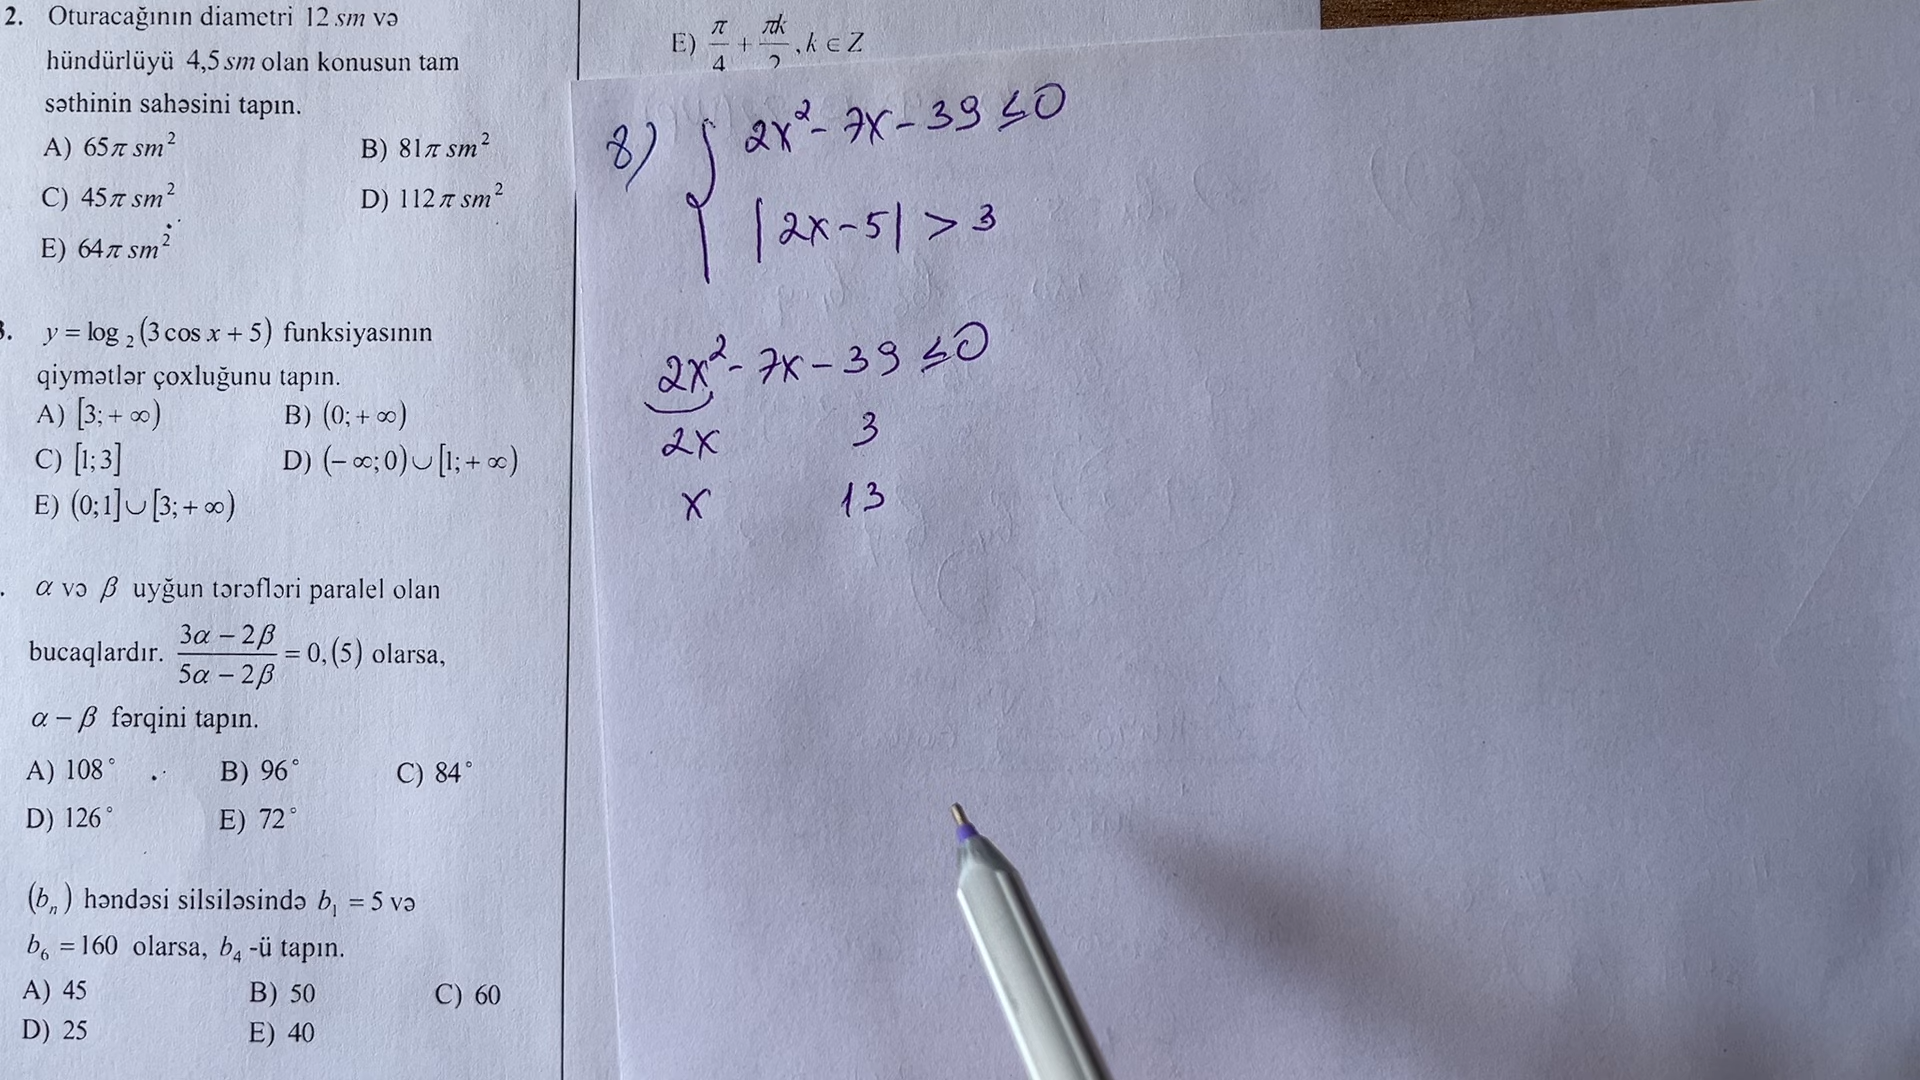 2. Oturacağının diametri 12 sm və
hündürlüyü 4,5 sm olan konusun tam
səthinin sahəsini tapın.
A) 65π sm² B) 81π sm²
C) 45π sm² D) 112π sm²
E) 64π sm²
3. y = log₂(3cos x + 5) funksiyasının
qiymətlər çoxluğunu tapın.
A) [3; + ∞) B) (0; + ∞)
C) [1; 3] D) (− ∞; 0) ∪ [1; + ∞)
E) (0; 1] ∪ [3; + ∞)
α və β uyğun tərəfləri paralel olan
bucaqlardır. (3α − 2β)/(5α − 2β) = 0,(5) olarsa,
α − β fərqini tapın.
A) 108° B) 96° C) 84°
D) 126° E) 72°
(bₙ) həndəsi silsiləsində b₁ = 5 və
b₆ = 160 olarsa, b₄ -ü tapın.
A) 45 B) 50 C) 60
D) 25 E) 40
E) π/4 + πk/2, k ∈ Z
8) { 2x² - 7x - 39 ≤ 0
|2x - 5| > 3
2x² - 7x - 39 ≤ 0
2x 3
x 13